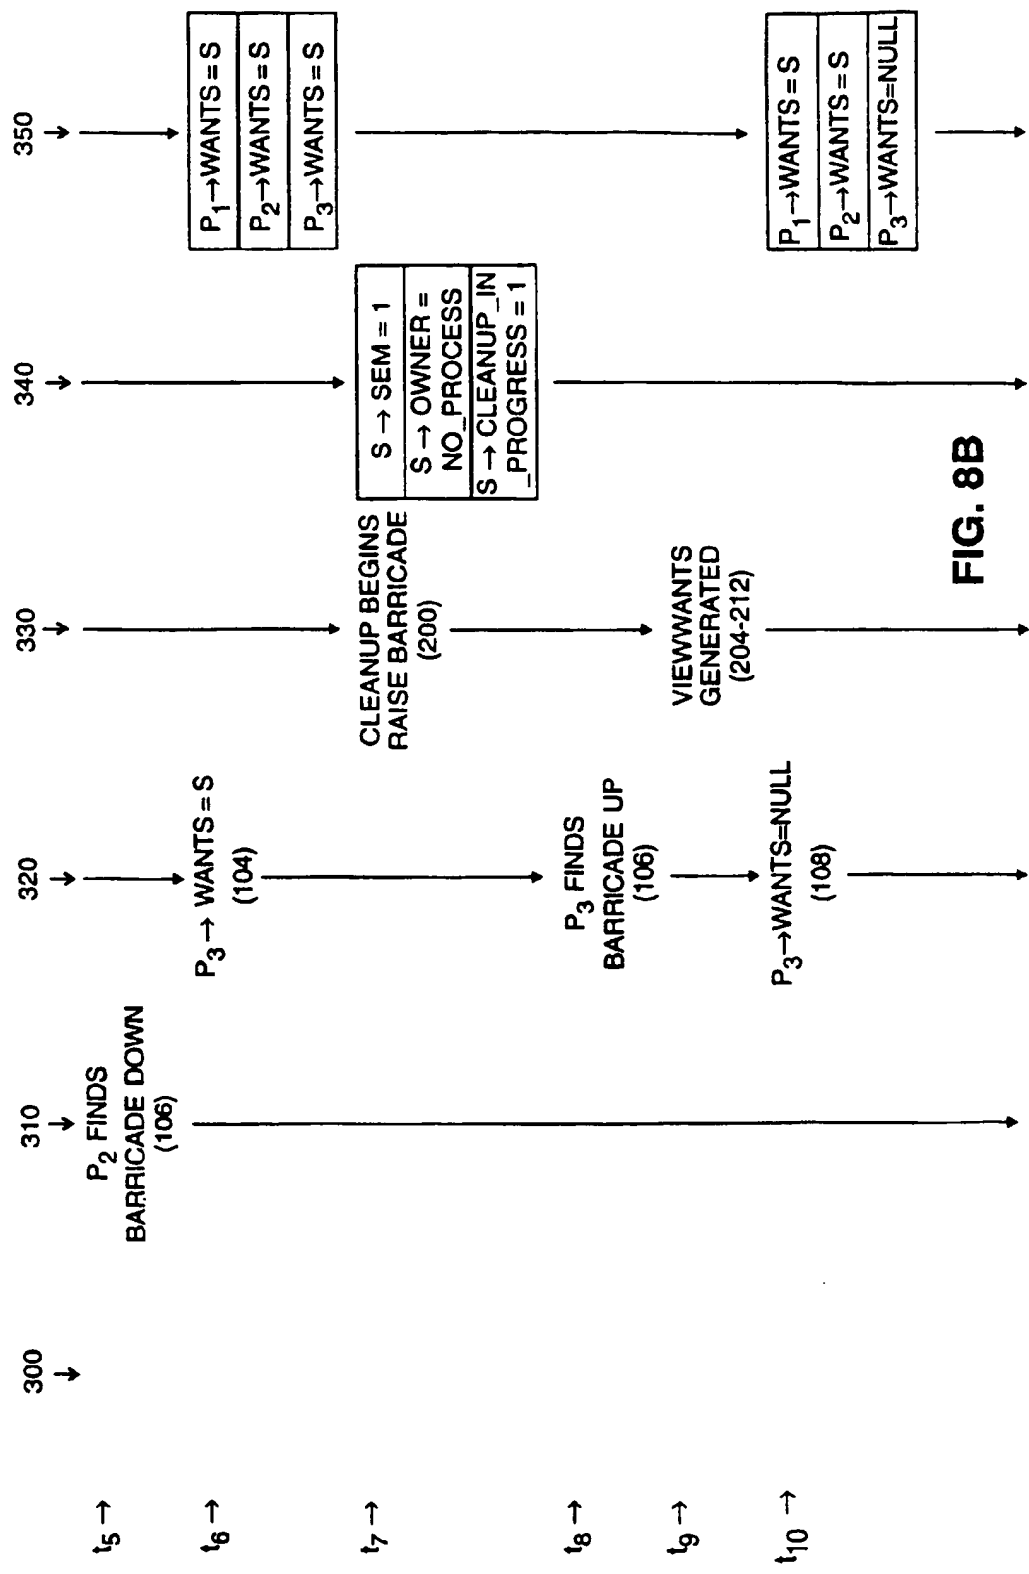 300
310
320
330
340
350
t5 →
P2 FINDS
BARRICADE DOWN
(106)
t6 →
P3 → WANTS = S
(104)
P1→WANTS = S
P2→WANTS = S
P3→WANTS = S
t7 →
CLEANUP BEGINS
RAISE BARRICADE
(200)
S → SEM = 1
S → OWNER =
NO_PROCESS
S → CLEANUP_IN
_PROGRESS = 1
t8 →
P3 FINDS
BARRICADE UP
(106)
t9 →
VIEWWANTS
GENERATED
(204-212)
t10 →
P3→WANTS=NULL
(108)
P1→WANTS = S
P2→WANTS = S
P3→WANTS=NULL
FIG. 8B